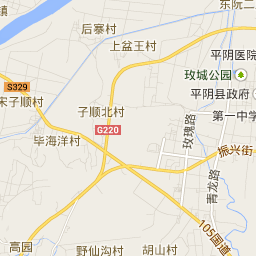 东阮二
镇
后寨村
上盆王村
平阴医院
玫城公园
S329
平阴县政府
宋子顺村
子顺北村
第一中学
G220
玫瑰路
毕海洋村
振兴街
青龙路
105国道
高园
野仙沟村
胡山村